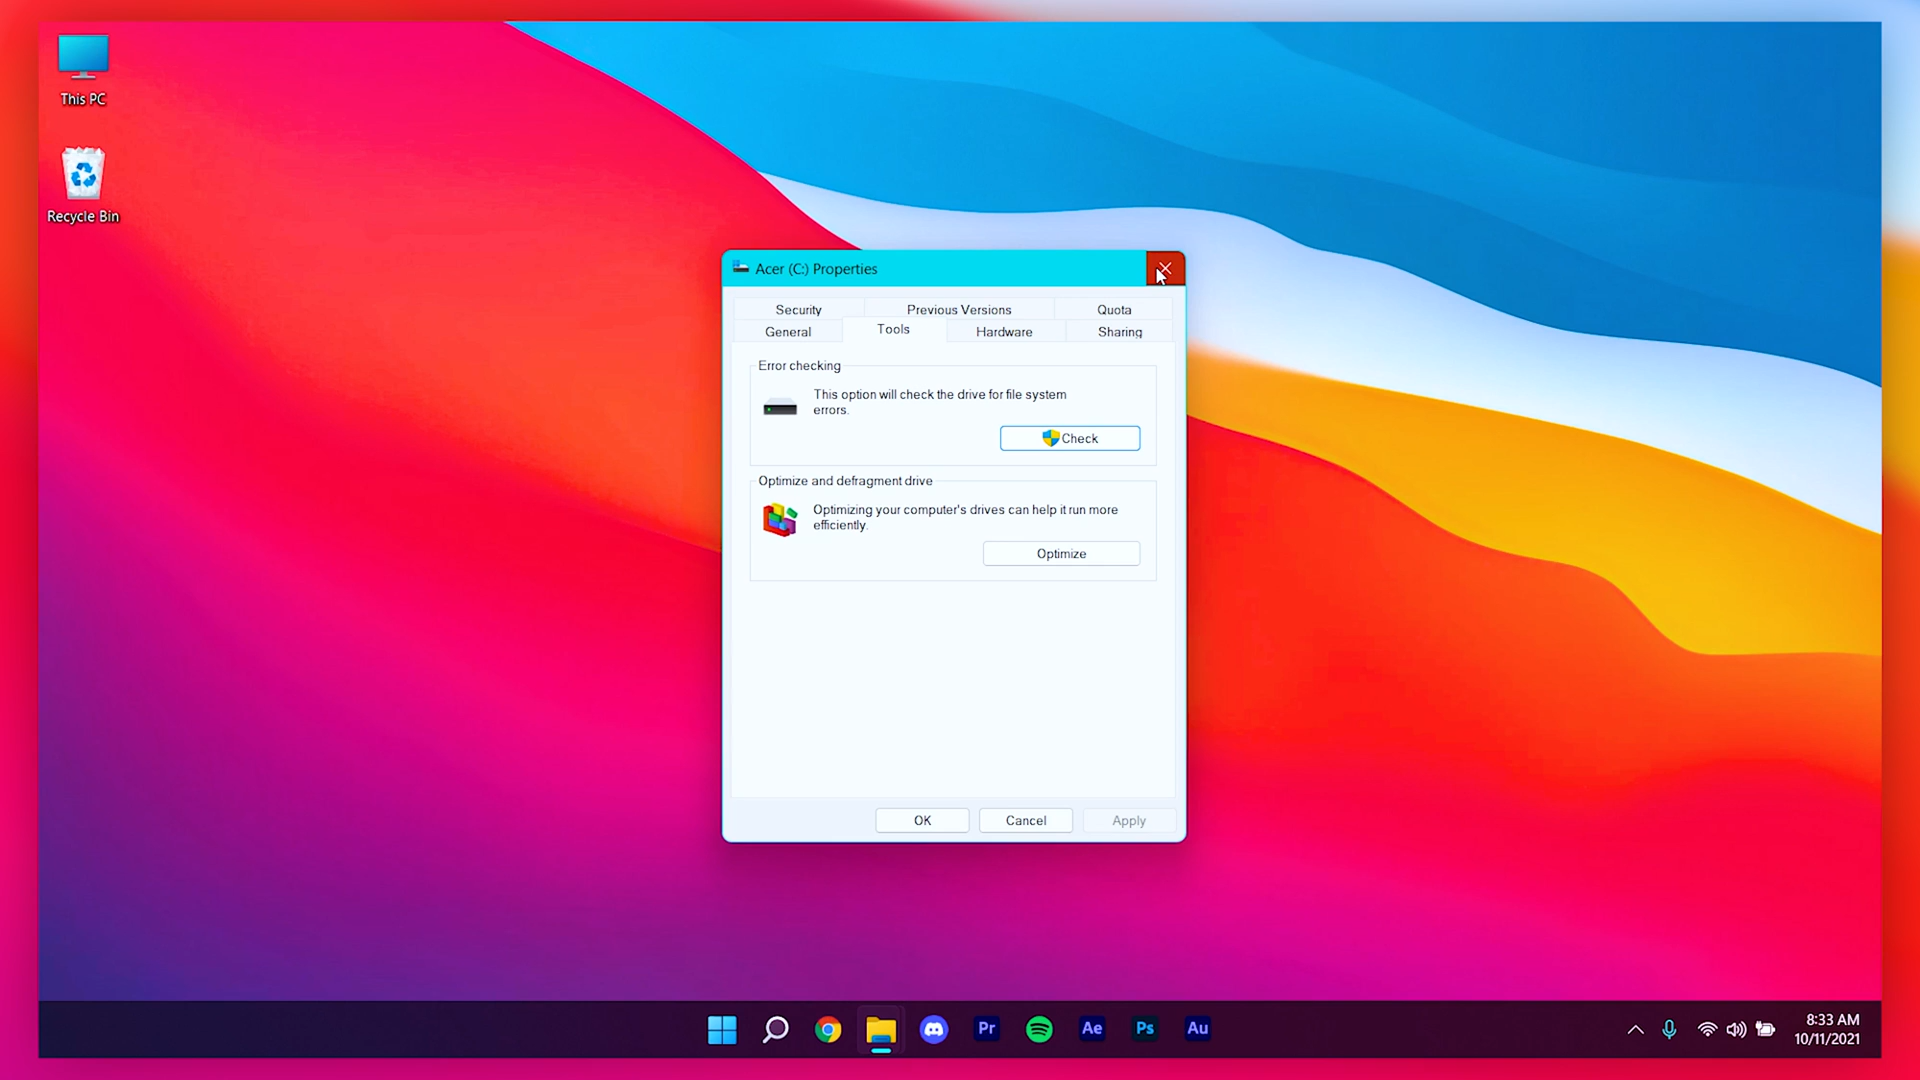 This PC
Recycle Bin
Acer (C:) Properties
Security
Previous Versions
Quota
General
Tools
Hardware
Sharing
Error checking
This option will check the drive for file system
errors.
Check
Optimize and defragment drive
Optimizing your computer's drives can help it run more
efficiently.
Optimize
OK
Cancel
Apply
Pr
Ae
Ps
Au
8:33 AM
10/11/2021